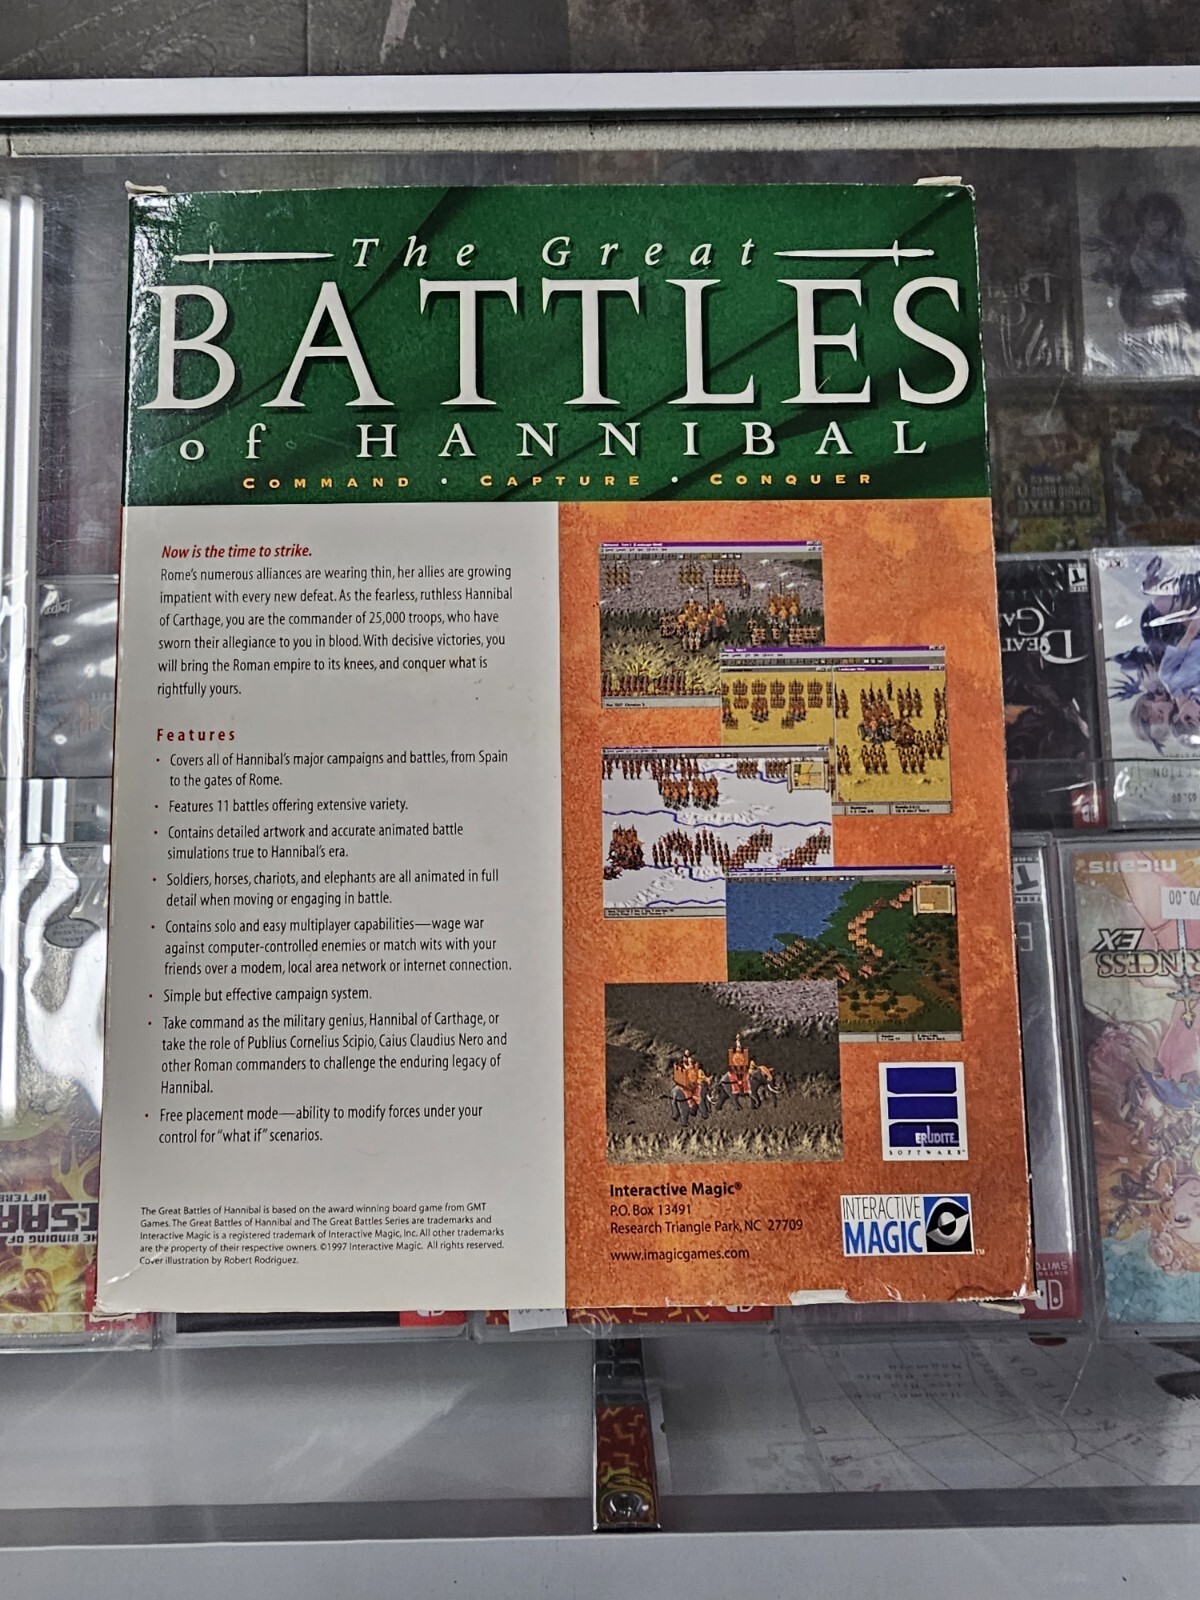 The Great
BATTLES
of HANNIBAL
COMMAND • CAPTURE • CONQUER
Now is the time to strike.
Rome's numerous alliances are wearing thin, her allies are growing
impatient with every new defeat. As the fearless, ruthless Hannibal
of Carthage, you are the commander of 25,000 troops, who have
sworn their allegiance to you in blood. With decisive victories, you
will bring the Roman empire to its knees, and conquer what is
rightfully yours.
Features
• Covers all of Hannibal's major campaigns and battles, from Spain
to the gates of Rome.
• Features 11 battles offering extensive variety.
• Contains detailed artwork and accurate animated battle
simulations true to Hannibal's era.
• Soldiers, horses, chariots, and elephants are all animated in full
detail when moving or engaging in battle.
• Contains solo and easy multiplayer capabilities—wage war
against computer-controlled enemies or match wits with your
friends over a modem, local area network or internet connection.
• Simple but effective campaign system.
• Take command as the military genius, Hannibal of Carthage, or
take the role of Publius Cornelius Scipio, Caius Claudius Nero and
other Roman commanders to challenge the enduring legacy of
Hannibal.
• Free placement mode—ability to modify forces under your
control for "what if" scenarios.
The Great Battles of Hannibal is based on the award winning board game from GMT
Games. The Great Battles of Hannibal and The Great Battles Series are trademarks and
Interactive Magic is a registered trademark of Interactive Magic, Inc. All other trademarks
are the property of their respective owners. ©1997 Interactive Magic. All rights reserved.
Cover illustration by Robert Rodriguez.
ERUDITE
SOFTWARE
Interactive Magic®
P.O. Box 13491
Research Triangle Park, NC 27709
www.imagicgames.com
INTERACTIVE
MAGIC™
nicalis
EX